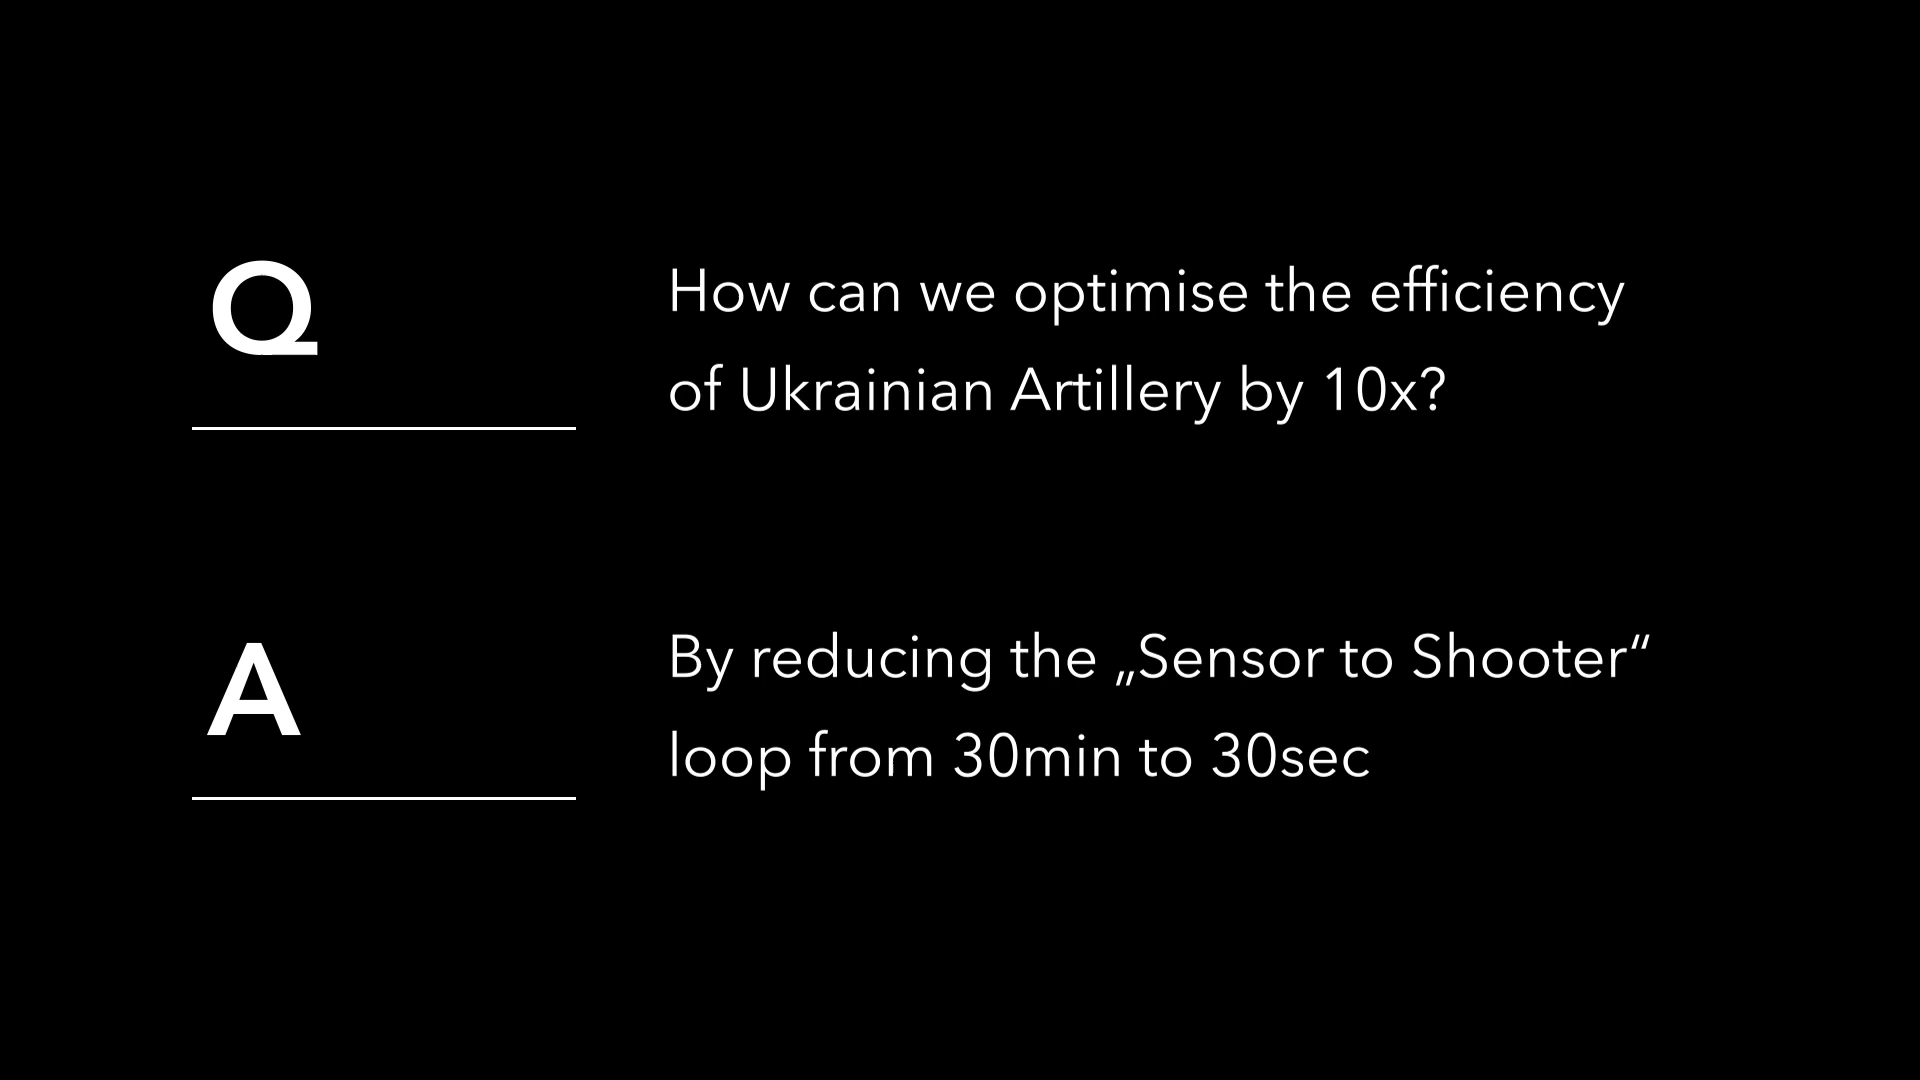 Q
How can we optimise the efficiency
of Ukrainian Artillery by 10x?
A
By reducing the „Sensor to Shooter“
loop from 30min to 30sec